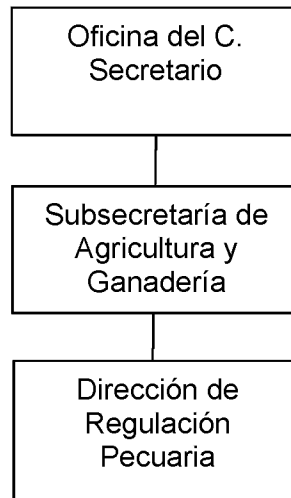 Oficina del C.
Secretario
Subsecretaría de
Agricultura y
Ganadería
Dirección de
Regulación
Pecuaria